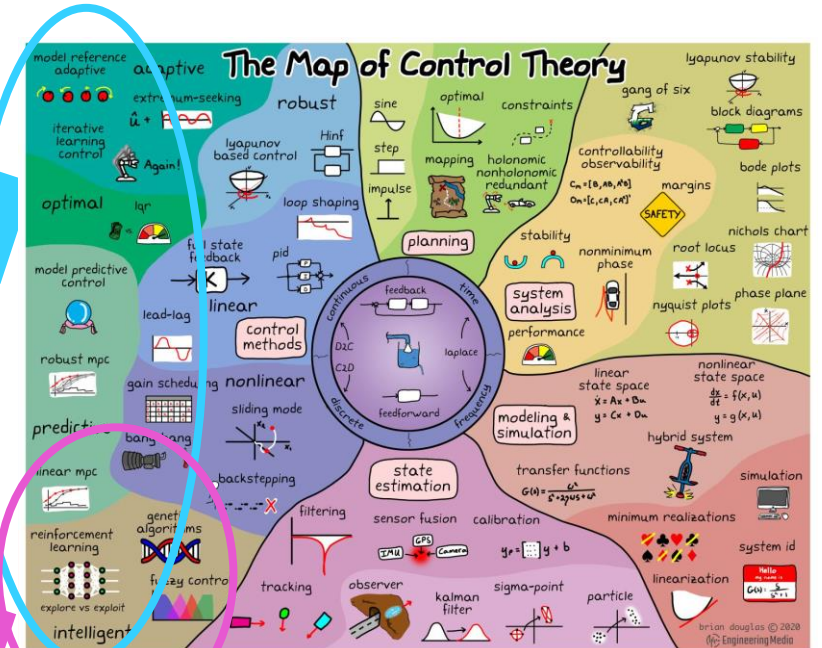 The Map of Control Theory
model reference
adaptive
adaptive
extremum-seeking
û +
iterative
learning
control
Again!
robust
Hinf
lyapunov
based control
loop shaping
optimal
lqr
full state
feedback
K
pid
P
I
linear
lead-lag
control
methods
model predictive
control
robust mpc
predictive
linear mpc
gain scheduling
nonlinear
sliding mode
bang bang
backstepping
X
reinforcement
learning
explore vs exploit
genetic
algorithms
fuzzy control
intelligent
sine
step
impulse
optimal
mapping
constraints
holonomic
nonholonomic
redundant
planning
continuous
time
discrete
frequency
feedback
D2C
C2D
laplace
feedforward
lyapunov stability
gang of six
block diagrams
controllability
observability
Cm=[B, AB, A²B]
Om=[C, CA, CA²]'
margins
SAFETY
bode plots
nichols chart
stability
nonminimum
phase
root locus
nyquist plots
phase plane
system
analysis
performance
linear
state space
ẋ = Ax + Bu
y = Cx + Du
nonlinear
state space
dx/dt = f(x,u)
y = g(x,u)
modeling &
simulation
hybrid system
transfer functions
simulation
minimum realizations
system id
Hello
my name is
linearization
state
estimation
filtering
sensor fusion
GPS
IMU
Camera
calibration
y + b
tracking
observer
kalman
filter
sigma-point
particle
brian douglas © 2020
Engineering Media